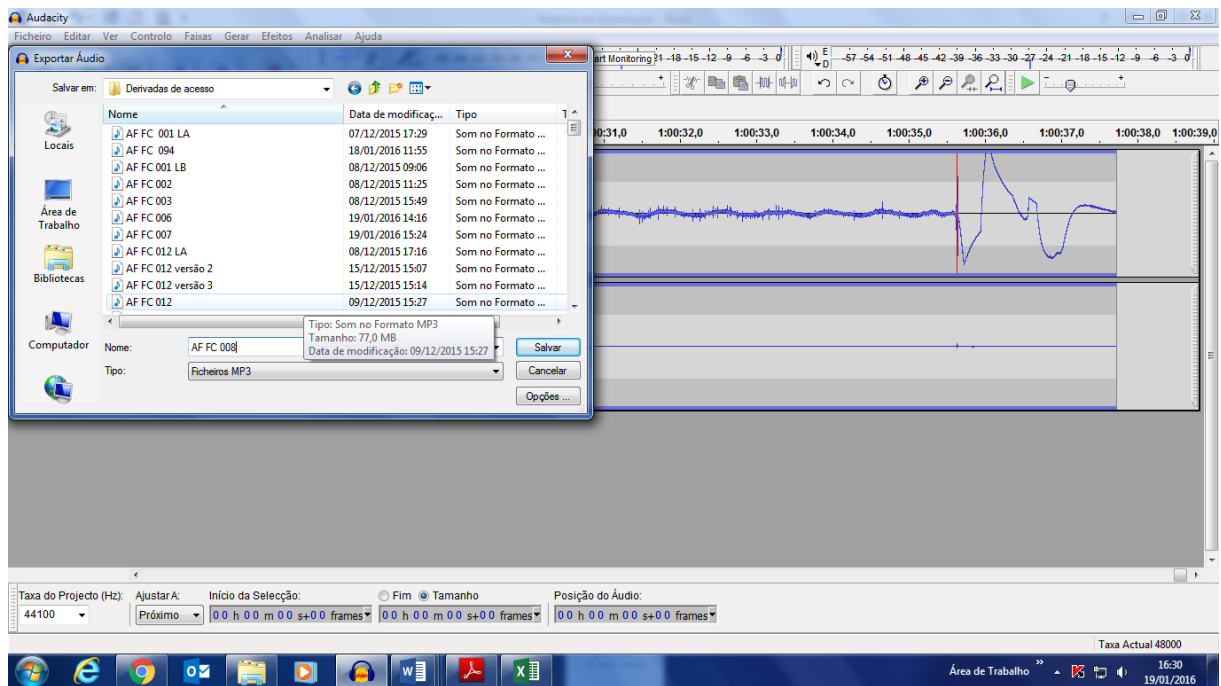 Audacity
Ficheiro Editar Ver Controlo Faixas Gerar Efeitos Analisar Ajuda
Exportar Áudio
Salvar em: Derivadas de acesso
Nome Data de modificaç... Tipo
AF FC 001 LA 07/12/2015 17:29 Som no Formato ...
AF FC 094 18/01/2016 11:55 Som no Formato ...
AF FC 001 LB 08/12/2015 09:06 Som no Formato ...
AF FC 002 08/12/2015 11:25 Som no Formato ...
AF FC 003 08/12/2015 15:49 Som no Formato ...
AF FC 006 19/01/2016 14:16 Som no Formato ...
AF FC 007 19/01/2016 15:24 Som no Formato ...
AF FC 012 LA 08/12/2015 17:16 Som no Formato ...
AF FC 012 versão 2 15/12/2015 15:07 Som no Formato ...
AF FC 012 versão 3 15/12/2015 15:14 Som no Formato ...
AF FC 012 09/12/2015 15:27 Som no Formato ...
Locais
Área de
Trabalho
Bibliotecas
Computador
Tipo: Som no Formato MP3
Tamanho: 77,0 MB
Data de modificação: 09/12/2015 15:27
Nome: AF FC 008 Salvar
Tipo: Ficheiros MP3 Cancelar
Opções ...
art Monitoring 21 -18 -15 -12 -9 -6 -3 0
E
D
-57 -54 -51 -48 -45 -42 -39 -36 -33 -30 -27 -24 -21 -18 -15 -12 -9 -6 -3 0
00:31,0 1:00:32,0 1:00:33,0 1:00:34,0 1:00:35,0 1:00:36,0 1:00:37,0 1:00:38,0 1:00:39,0
Taxa do Projecto (Hz): Ajustar A: Início da Selecção: Fim Tamanho Posição do Áudio:
44100 Próximo 00 h 00 m 00 s+00 frames 00 h 00 m 00 s+00 frames 00 h 00 m 00 s+00 frames
Taxa Actual 48000
Área de Trabalho 16:30
19/01/2016